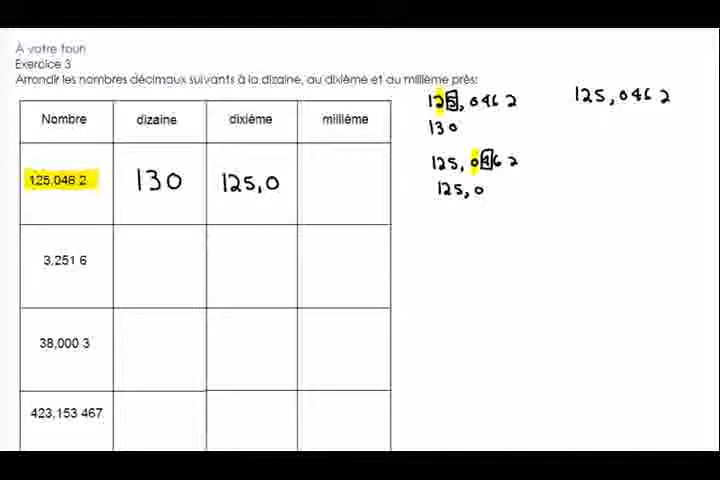 À votre tour!
Exercice 3
Arrondir les nombres décimaux suivants à la dizaine, au dixième et au millième près:
Nombre dizaine dixième millième
125,046 2 130 125,0
3,251 6
38,000 3
423,153 467
125,046 2
130
125,046 2
125,0
125,046 2